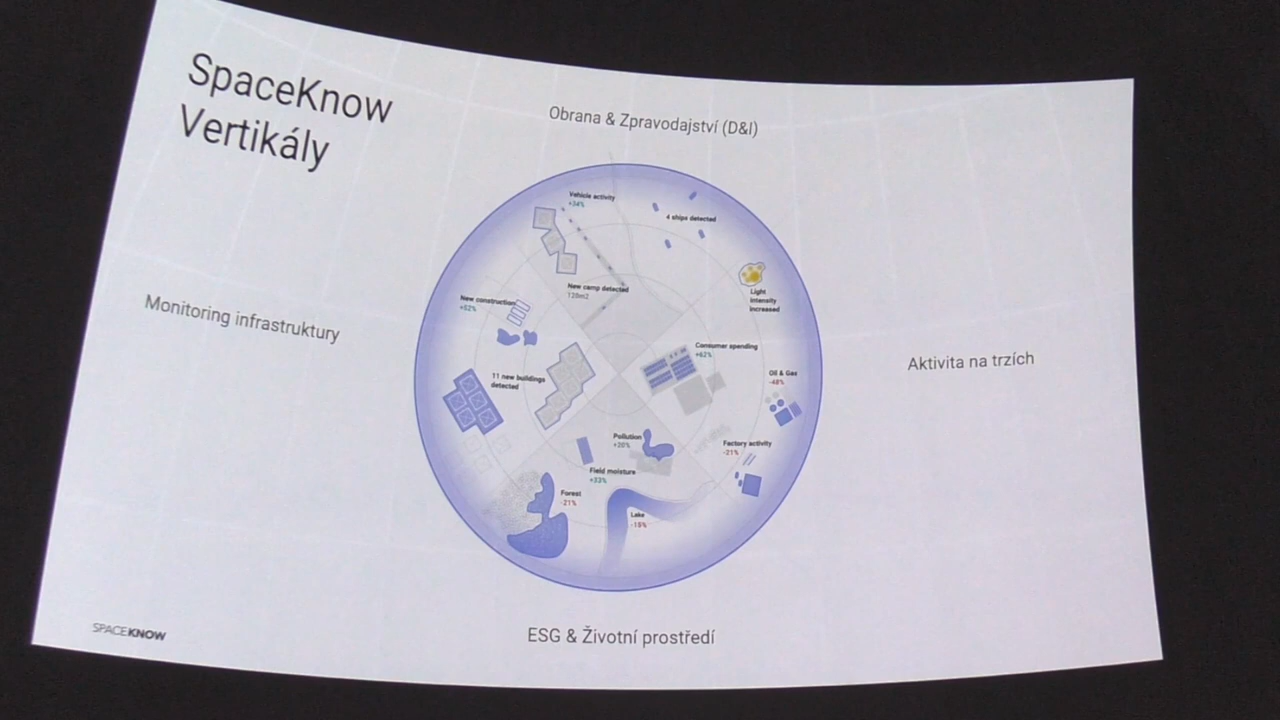 SpaceKnow
Vertikály
Obrana & Zpravodajství (D&I)
Monitoring infrastruktury
Aktivita na trzích
ESG & Životní prostředí
Vehicle activity
+34%
4 ships detected
New camp detected
120m2
Light
intensity
increased
New construction
+52%
11 new buildings
detected
Consumer spending
+62%
Oil & Gas
-48%
Factory activity
-21%
Pollution
+20%
Field moisture
+33%
Forest
-21%
Lake
-15%
SPACEKNOW